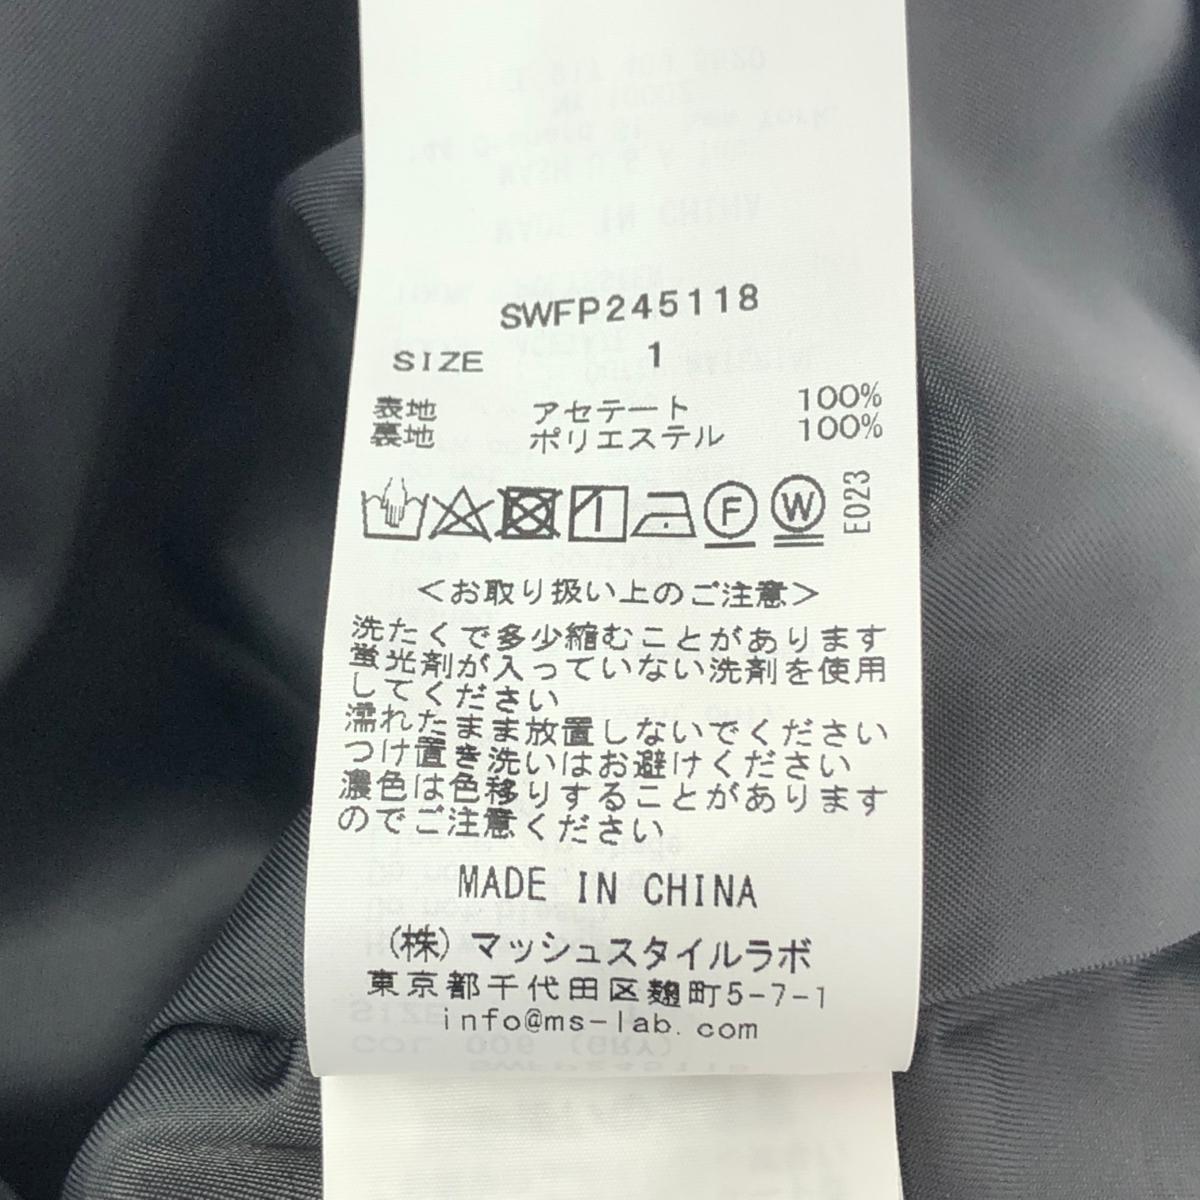 SWFP245118
SIZE 1
表地 アセテート 100%
裏地 ポリエステル 100%
F W E023
<お取り扱い上のご注意>
洗たくで多少縮むことがあります
蛍光剤が入っていない洗剤を使用
してください
濡れたまま放置しないでください
つけ置き洗いはお避けください
濃色は色移りすることがあります
のでご注意ください
MADE IN CHINA
(株)マッシュスタイルラボ
東京都千代田区麹町5-7-1
info@ms-lab.com